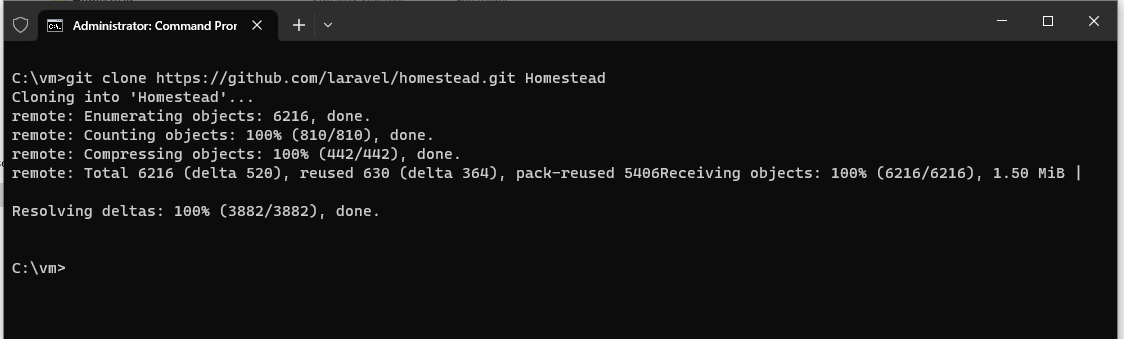 Administrator: Command Pror
C:\vm>git clone https://github.com/laravel/homestead.git Homestead
Cloning into 'Homestead'...
remote: Enumerating objects: 6216, done.
remote: Counting objects: 100% (810/810), done.
remote: Compressing objects: 100% (442/442), done.
remote: Total 6216 (delta 520), reused 630 (delta 364), pack-reused 5406Receiving objects: 100% (6216/6216), 1.50 MiB |
Resolving deltas: 100% (3882/3882), done.
C:\vm>